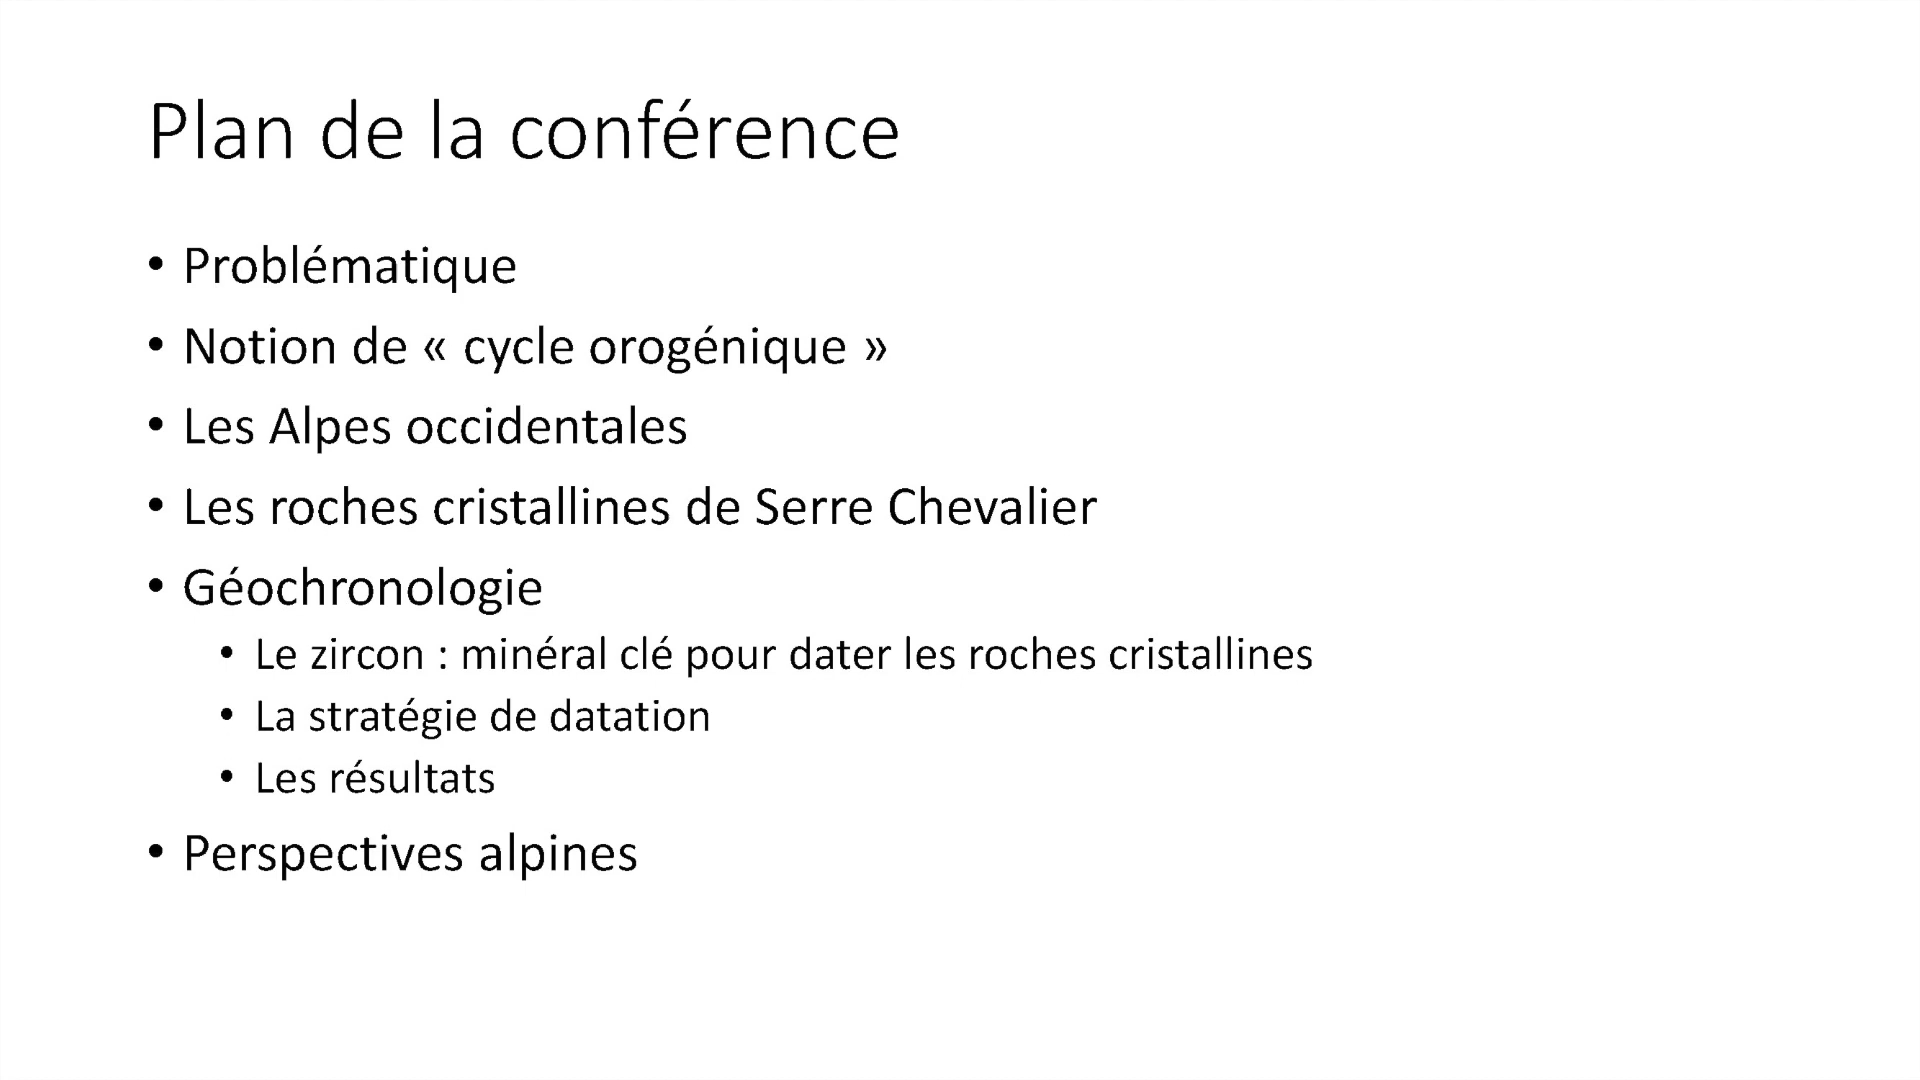 Plan de la conférence
• Problématique
• Notion de « cycle orogénique »
• Les Alpes occidentales
• Les roches cristallines de Serre Chevalier
• Géochronologie
• Le zircon : minéral clé pour dater les roches cristallines
• La stratégie de datation
• Les résultats
• Perspectives alpines